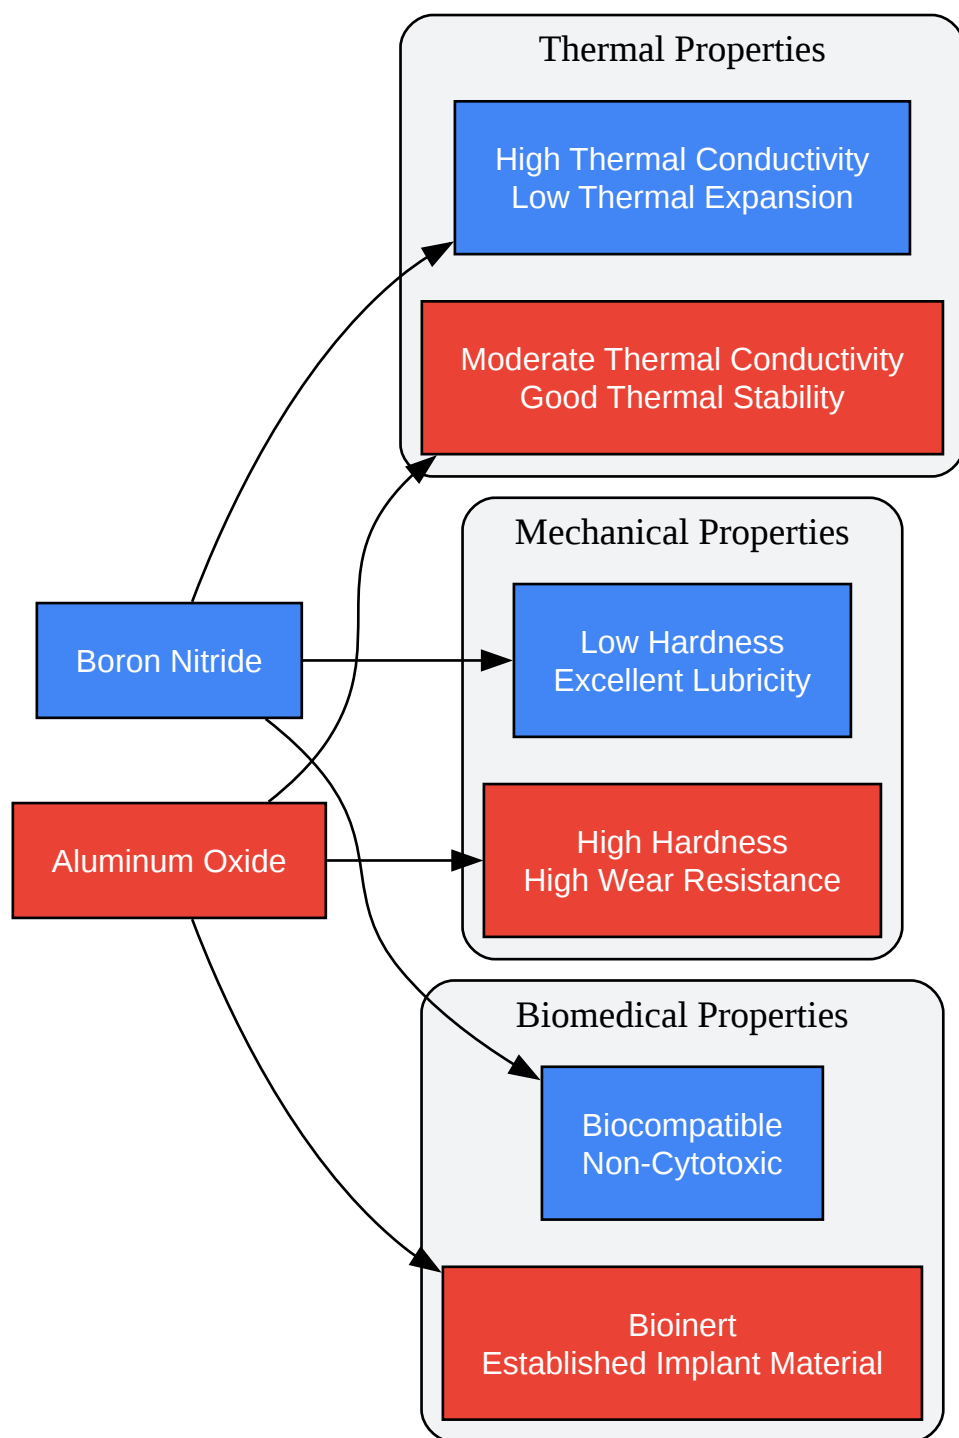 Thermal Properties
High Thermal Conductivity
Low Thermal Expansion
Moderate Thermal Conductivity
Good Thermal Stability
Mechanical Properties
Boron Nitride
Low Hardness
Excellent Lubricity
Aluminum Oxide
High Hardness
High Wear Resistance
Biomedical Properties
Biocompatible
Non-Cytotoxic
Bioinert
Established Implant Material